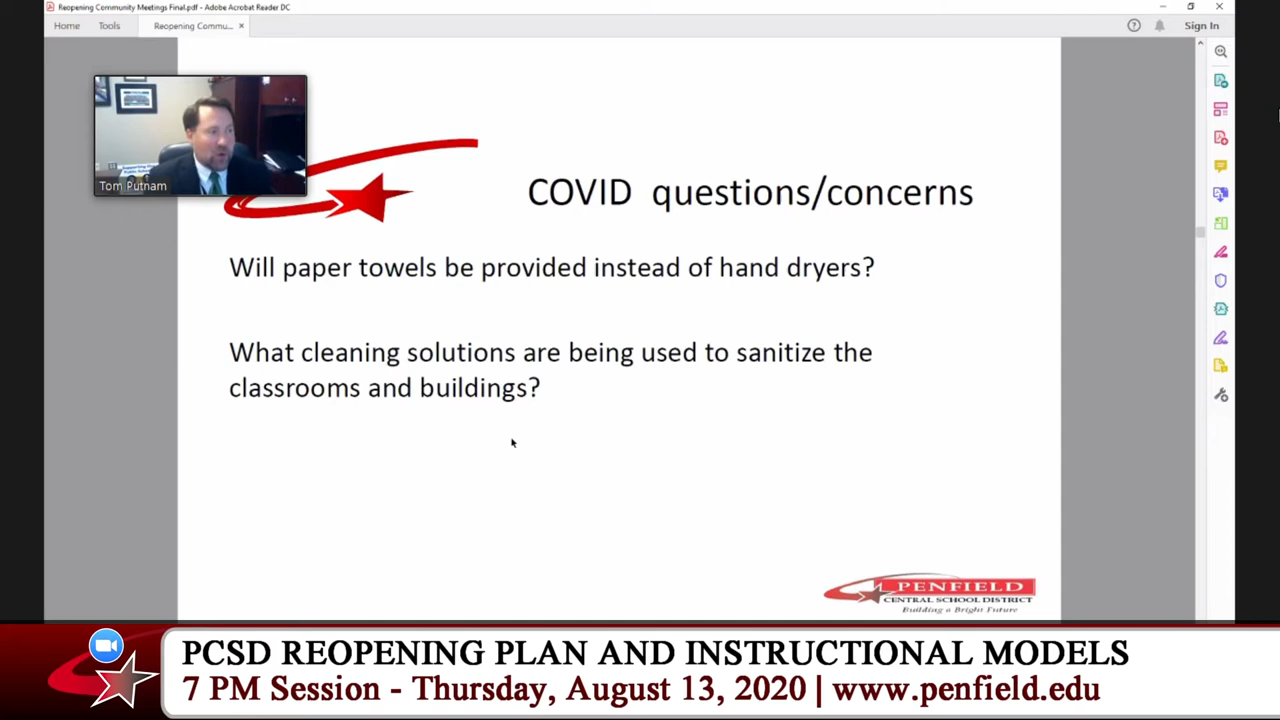 Reopening Community Meetings Final.pdf - Adobe Acrobat Reader DC
Home Tools Reopening Commu... × Sign In
Tom Putnam
COVID questions/concerns
Will paper towels be provided instead of hand dryers?
What cleaning solutions are being used to sanitize the
classrooms and buildings?
PENFIELD
CENTRAL SCHOOL DISTRICT
Building a Bright Future
PCSD REOPENING PLAN AND INSTRUCTIONAL MODELS
7 PM Session - Thursday, August 13, 2020 | www.penfield.edu